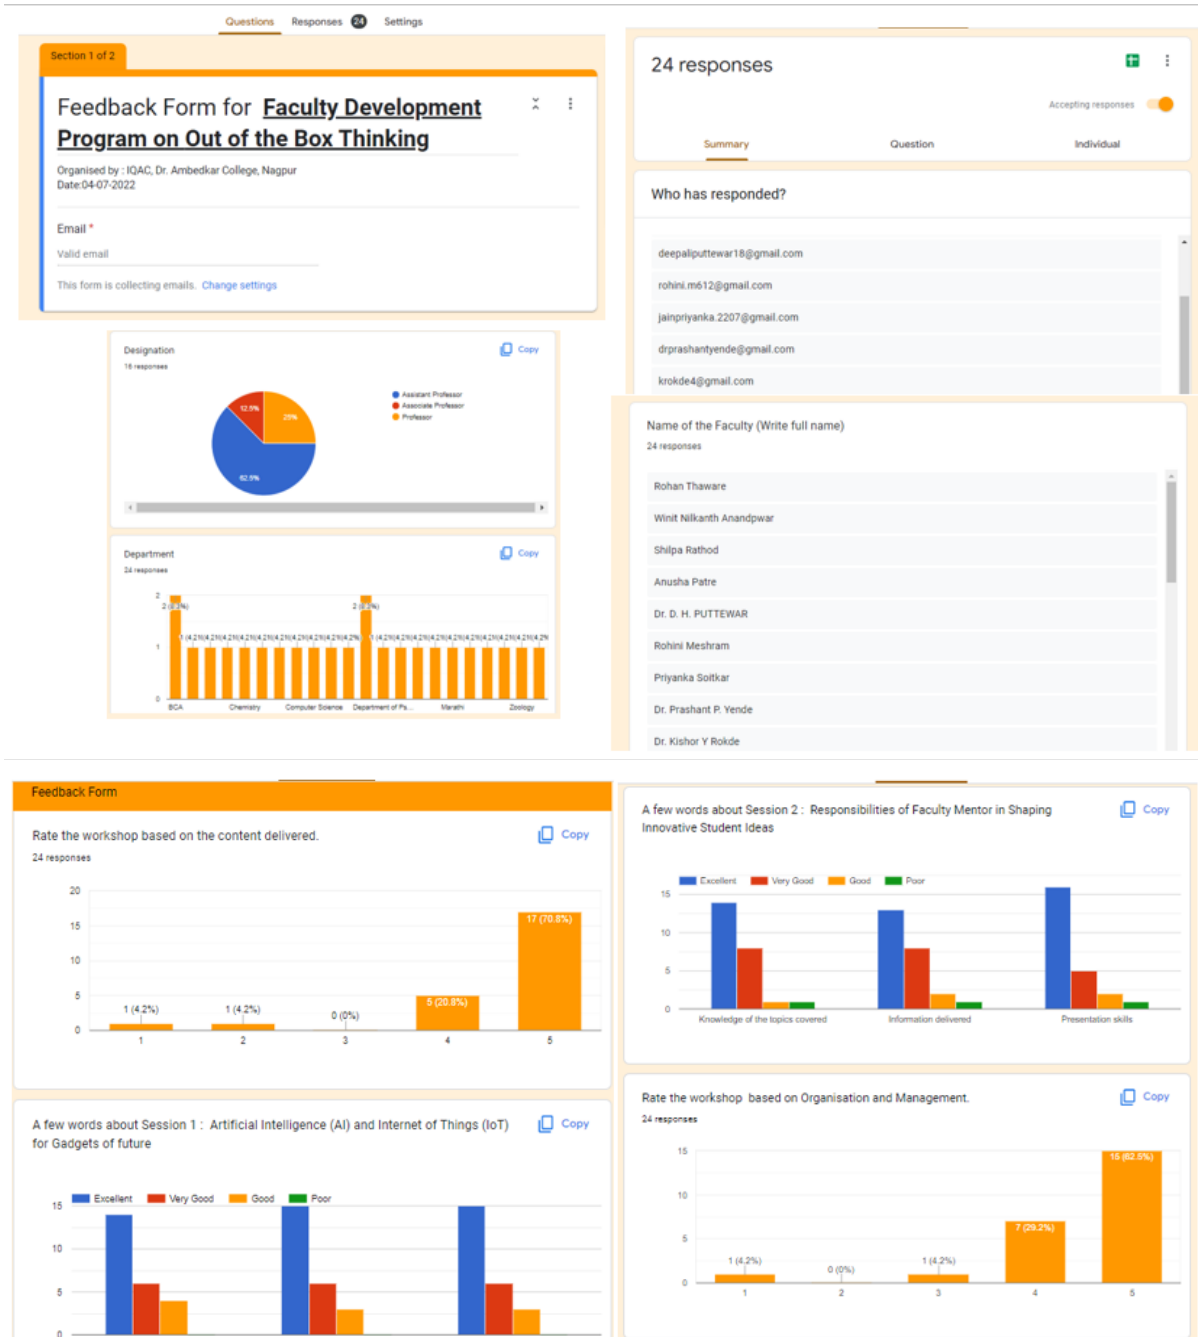 Questions Responses 24 Settings
Section 1 of 2
Feedback Form for Faculty Development
Program on Out of the Box Thinking
Organised by : IQAC, Dr. Ambedkar College, Nagpur
Date:04-07-2022
Email *
Valid email
This form is collecting emails. Change settings
24 responses
Accepting responses
Summary Question Individual
Who has responded?
deepaliputtewar18@gmail.com
rohini.m612@gmail.com
jainpriyanka.2207@gmail.com
drprashantyende@gmail.com
krokde4@gmail.com
Designation Copy
16 responses
Assistant Professor
Associate Professor
Professor
12.5%
25%
62.5%
Department Copy
24 responses
2
1
0
BCA Chemistry Computer Science Department of Ps... Marathi Zoology
Name of the Faculty (Write full name)
24 responses
Rohan Thaware
Winit Nilkanth Anandpwar
Shilpa Rathod
Anusha Patre
Dr. D. H. PUTTEWAR
Rohini Meshram
Priyanka Soitkar
Dr. Prashant P. Yende
Dr. Kishor Y Rokde
Feedback Form
Rate the workshop based on the content delivered. Copy
24 responses
20
15
10
5
0
1 (4.2%) 1 (4.2%) 0 (0%) 5 (20.8%) 17 (70.8%)
1 2 3 4 5
A few words about Session 1 : Artificial Intelligence (AI) and Internet of Things (IoT) Copy
for Gadgets of future
Excellent Very Good Good Poor
15
10
5
0
A few words about Session 2 : Responsibilities of Faculty Mentor in Shaping Copy
Innovative Student Ideas
Excellent Very Good Good Poor
15
10
5
0
Knowledge of the topics covered Information delivered Presentation skills
Rate the workshop based on Organisation and Management. Copy
24 responses
15
10
5
0
1 (4.2%) 0 (0%) 1 (4.2%) 7 (29.2%) 15 (62.5%)
1 2 3 4 5